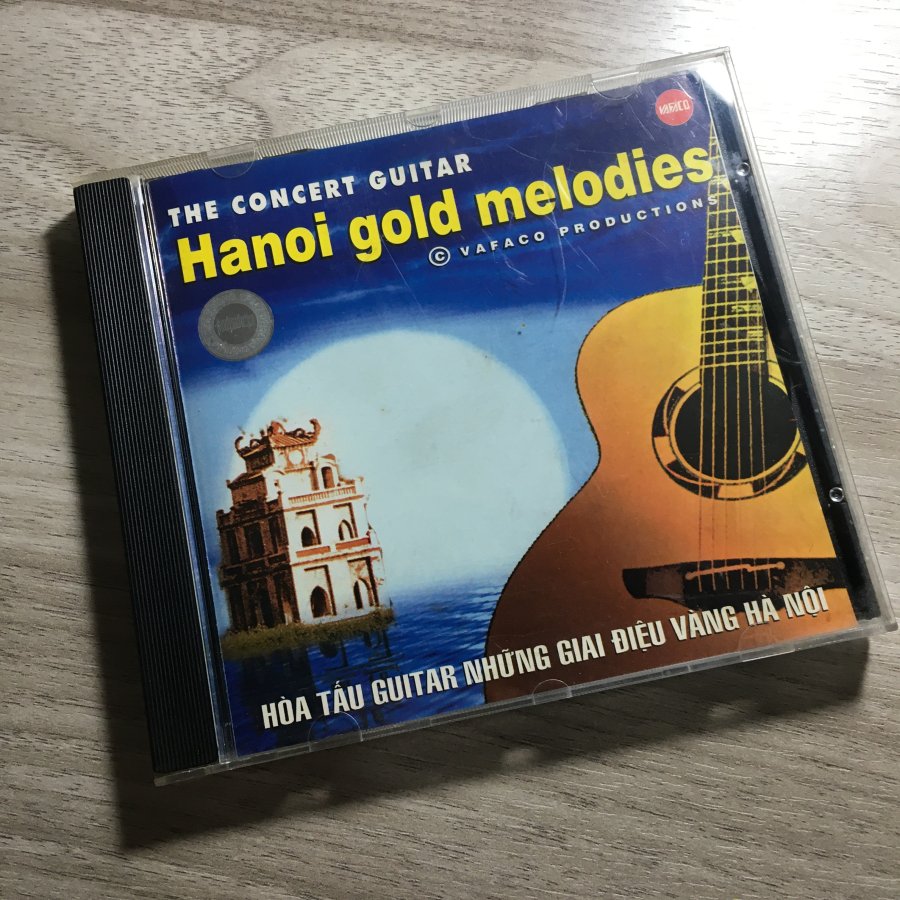 VAFACO
THE CONCERT GUITAR
Hanoi gold melodies
© VAFACO PRODUCTIONS
HÒA TẤU GUITAR NHỮNG GIAI ĐIỆU VÀNG HÀ NỘI